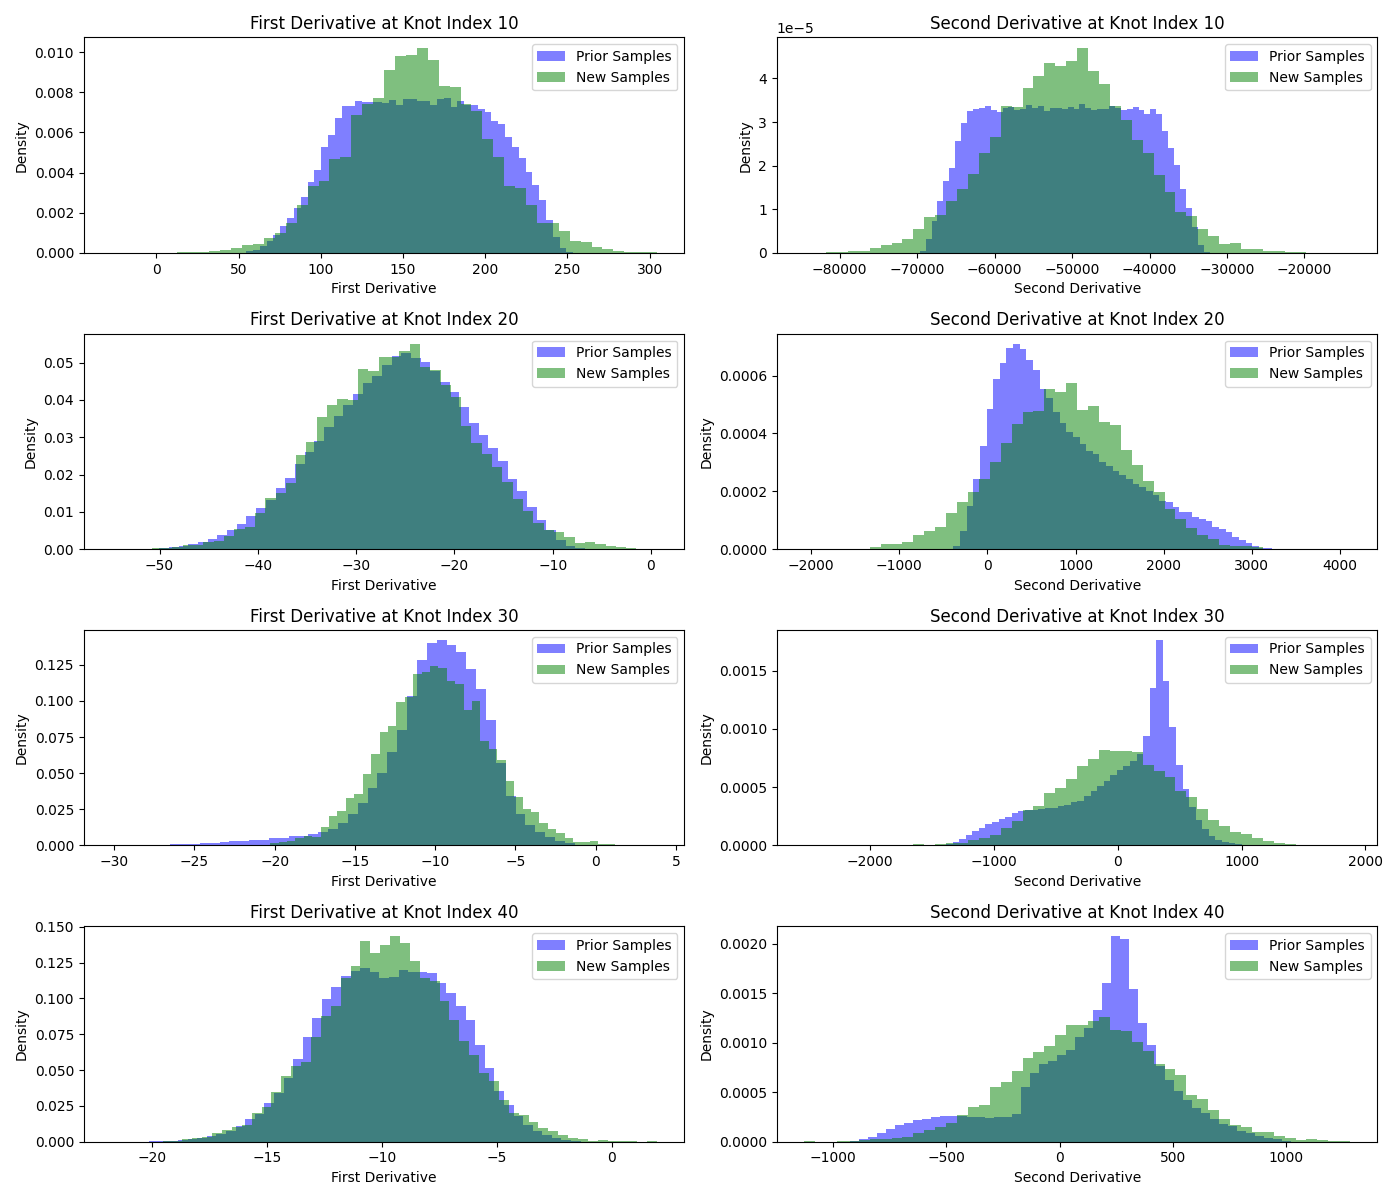 First Derivative at Knot Index 10
0.010
0.008
0.006
0.004
0.002
0.000
Density
0 50 100 150 200 250 300
First Derivative
Prior Samples
New Samples
Second Derivative at Knot Index 10
1e−5
4
3
2
1
0
Density
−80000 −70000 −60000 −50000 −40000 −30000 −20000
Second Derivative
Prior Samples
New Samples
First Derivative at Knot Index 20
0.05
0.04
0.03
0.02
0.01
0.00
Density
−50 −40 −30 −20 −10 0
First Derivative
Prior Samples
New Samples
Second Derivative at Knot Index 20
0.0006
0.0004
0.0002
0.0000
Density
−2000 −1000 0 1000 2000 3000 4000
Second Derivative
Prior Samples
New Samples
First Derivative at Knot Index 30
0.125
0.100
0.075
0.050
0.025
0.000
Density
−30 −25 −20 −15 −10 −5 0 5
First Derivative
Prior Samples
New Samples
Second Derivative at Knot Index 30
0.0015
0.0010
0.0005
0.0000
Density
−2000 −1000 0 1000 2000
Second Derivative
Prior Samples
New Samples
First Derivative at Knot Index 40
0.150
0.125
0.100
0.075
0.050
0.025
0.000
Density
−20 −15 −10 −5 0
First Derivative
Prior Samples
New Samples
Second Derivative at Knot Index 40
0.0020
0.0015
0.0010
0.0005
0.0000
Density
−1000 −500 0 500 1000
Second Derivative
Prior Samples
New Samples